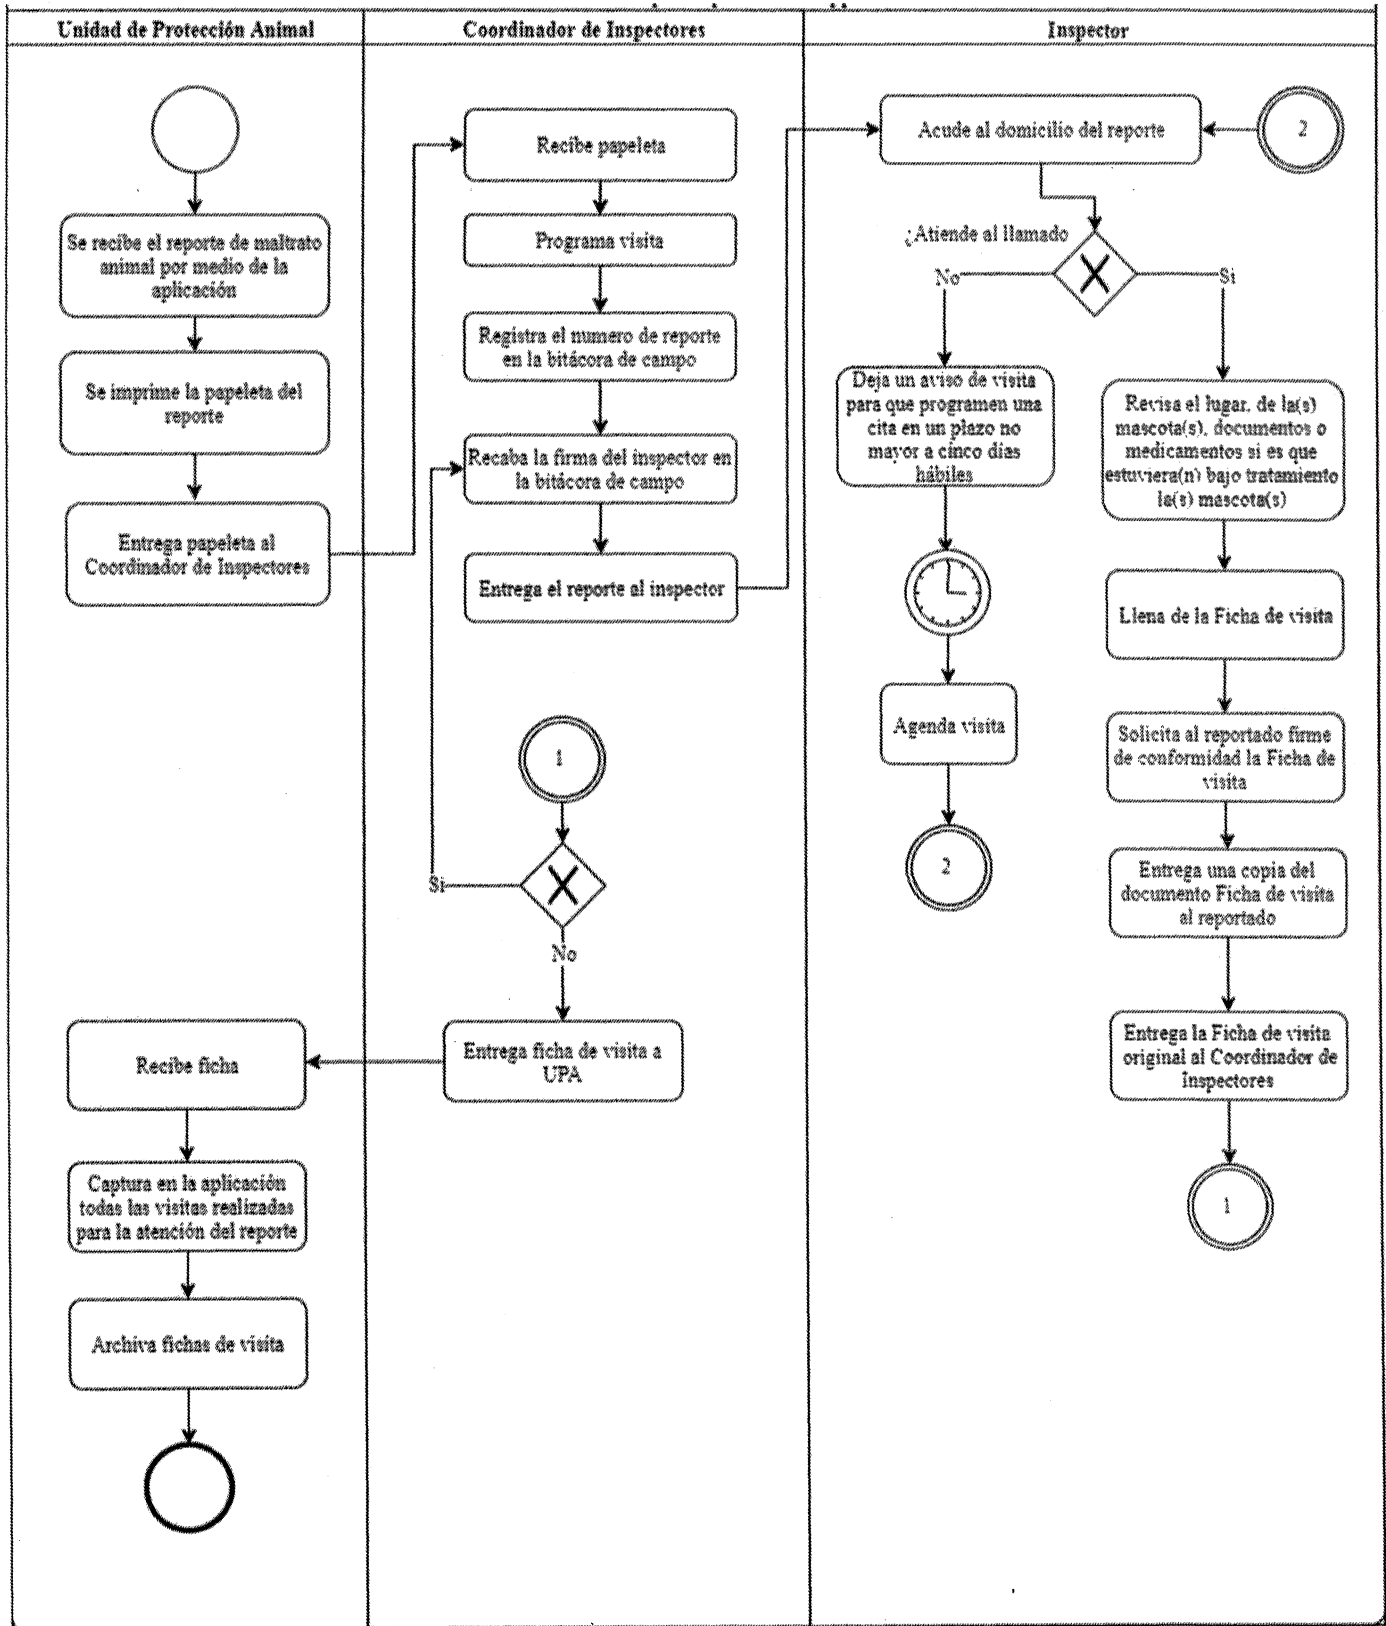 Unidad de Protección Animal
Coordinador de Inspectores
Inspector
Se recibe el reporte de maltrato
animal por medio de la
aplicación
Se imprime la papeleta del
reporte
Entrega papeleta al
Coordinador de Inspectores
Recibe papeleta
Programa visita
Registra el numero de reporte
en la bitácora de campo
Recaba la firma del inspector en
la bitácora de campo
Entrega el reporte al inspector
Acude al domicilio del reporte
2
¿Atiende al llamado
No
Si
Deja un aviso de visita
para que programen una
cita en un plazo no
mayor a cinco días
hábiles
Agenda visita
2
Revisa el lugar, de la(s)
mascota(s), documentos o
medicamentos si es que
estuviera(n) bajo tratamiento
la(s) mascota(s)
Llena de la Ficha de visita
Solicita al reportado firme
de conformidad la Ficha de
visita
Entrega una copia del
documento Ficha de visita
al reportado
Entrega la Ficha de visita
original al Coordinador de
Inspectores
1
1
Si
No
Entrega ficha de visita a
UPA
Recibe ficha
Captura en la aplicación
todas las visitas realizadas
para la atención del reporte
Archiva fichas de visita